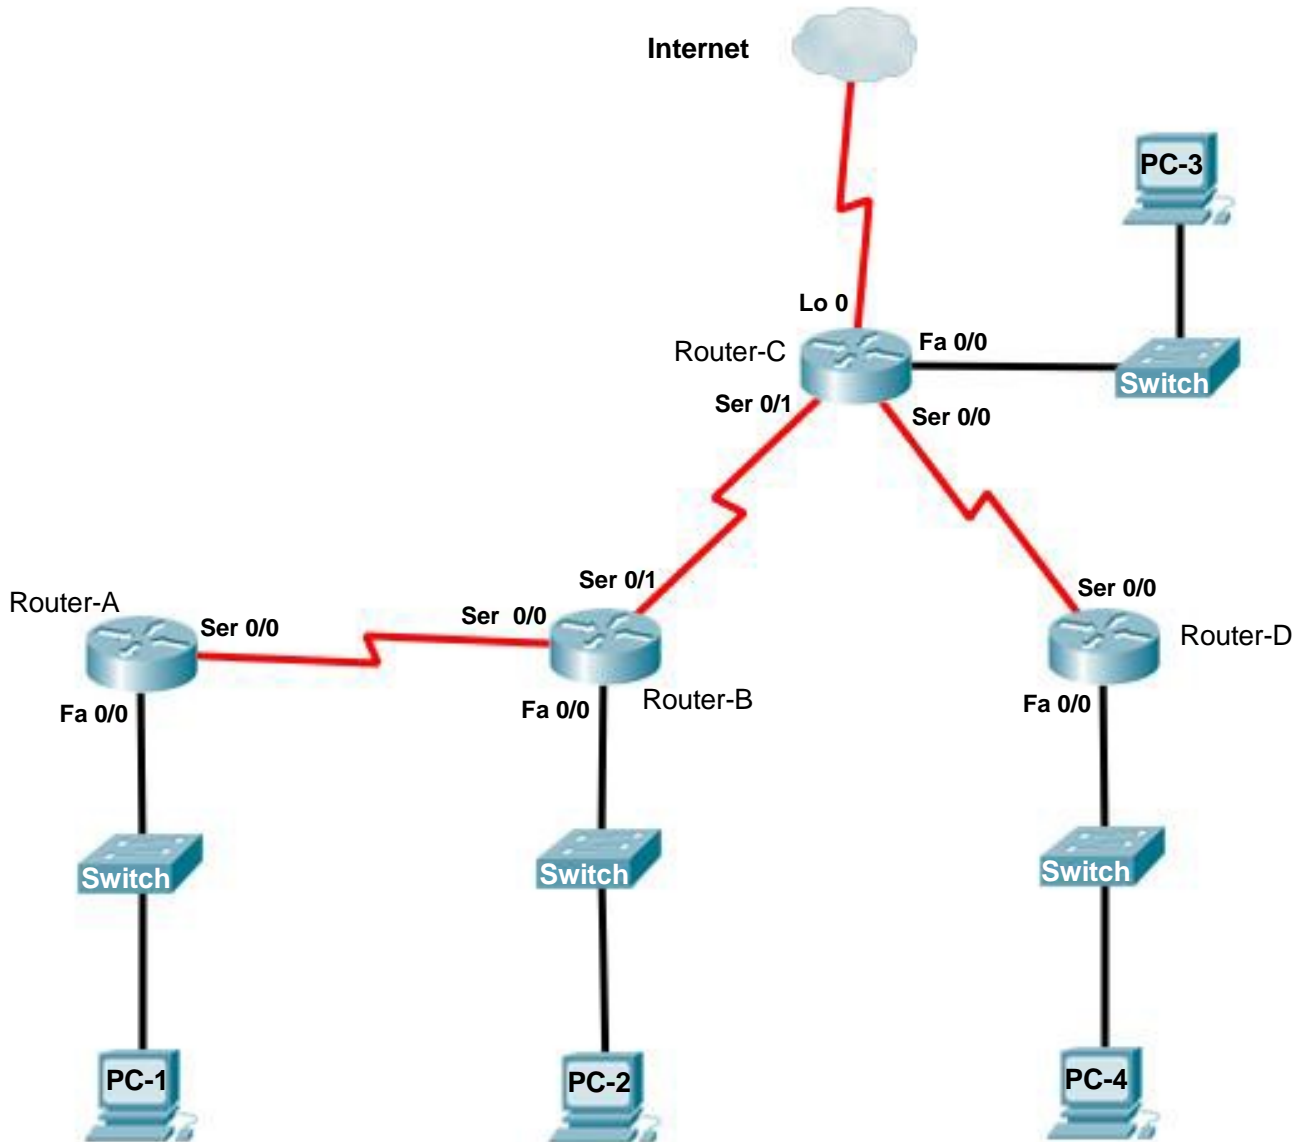 Internet
PC-3
Lo 0
Router-C
Fa 0/0
Switch
Ser 0/1
Ser 0/0
Ser 0/1
Ser 0/0
Router-A
Ser 0/0
Ser  0/0
Router-D
Fa 0/0
Fa 0/0
Router-B
Fa 0/0
Switch
Switch
Switch
PC-1
PC-2
PC-4